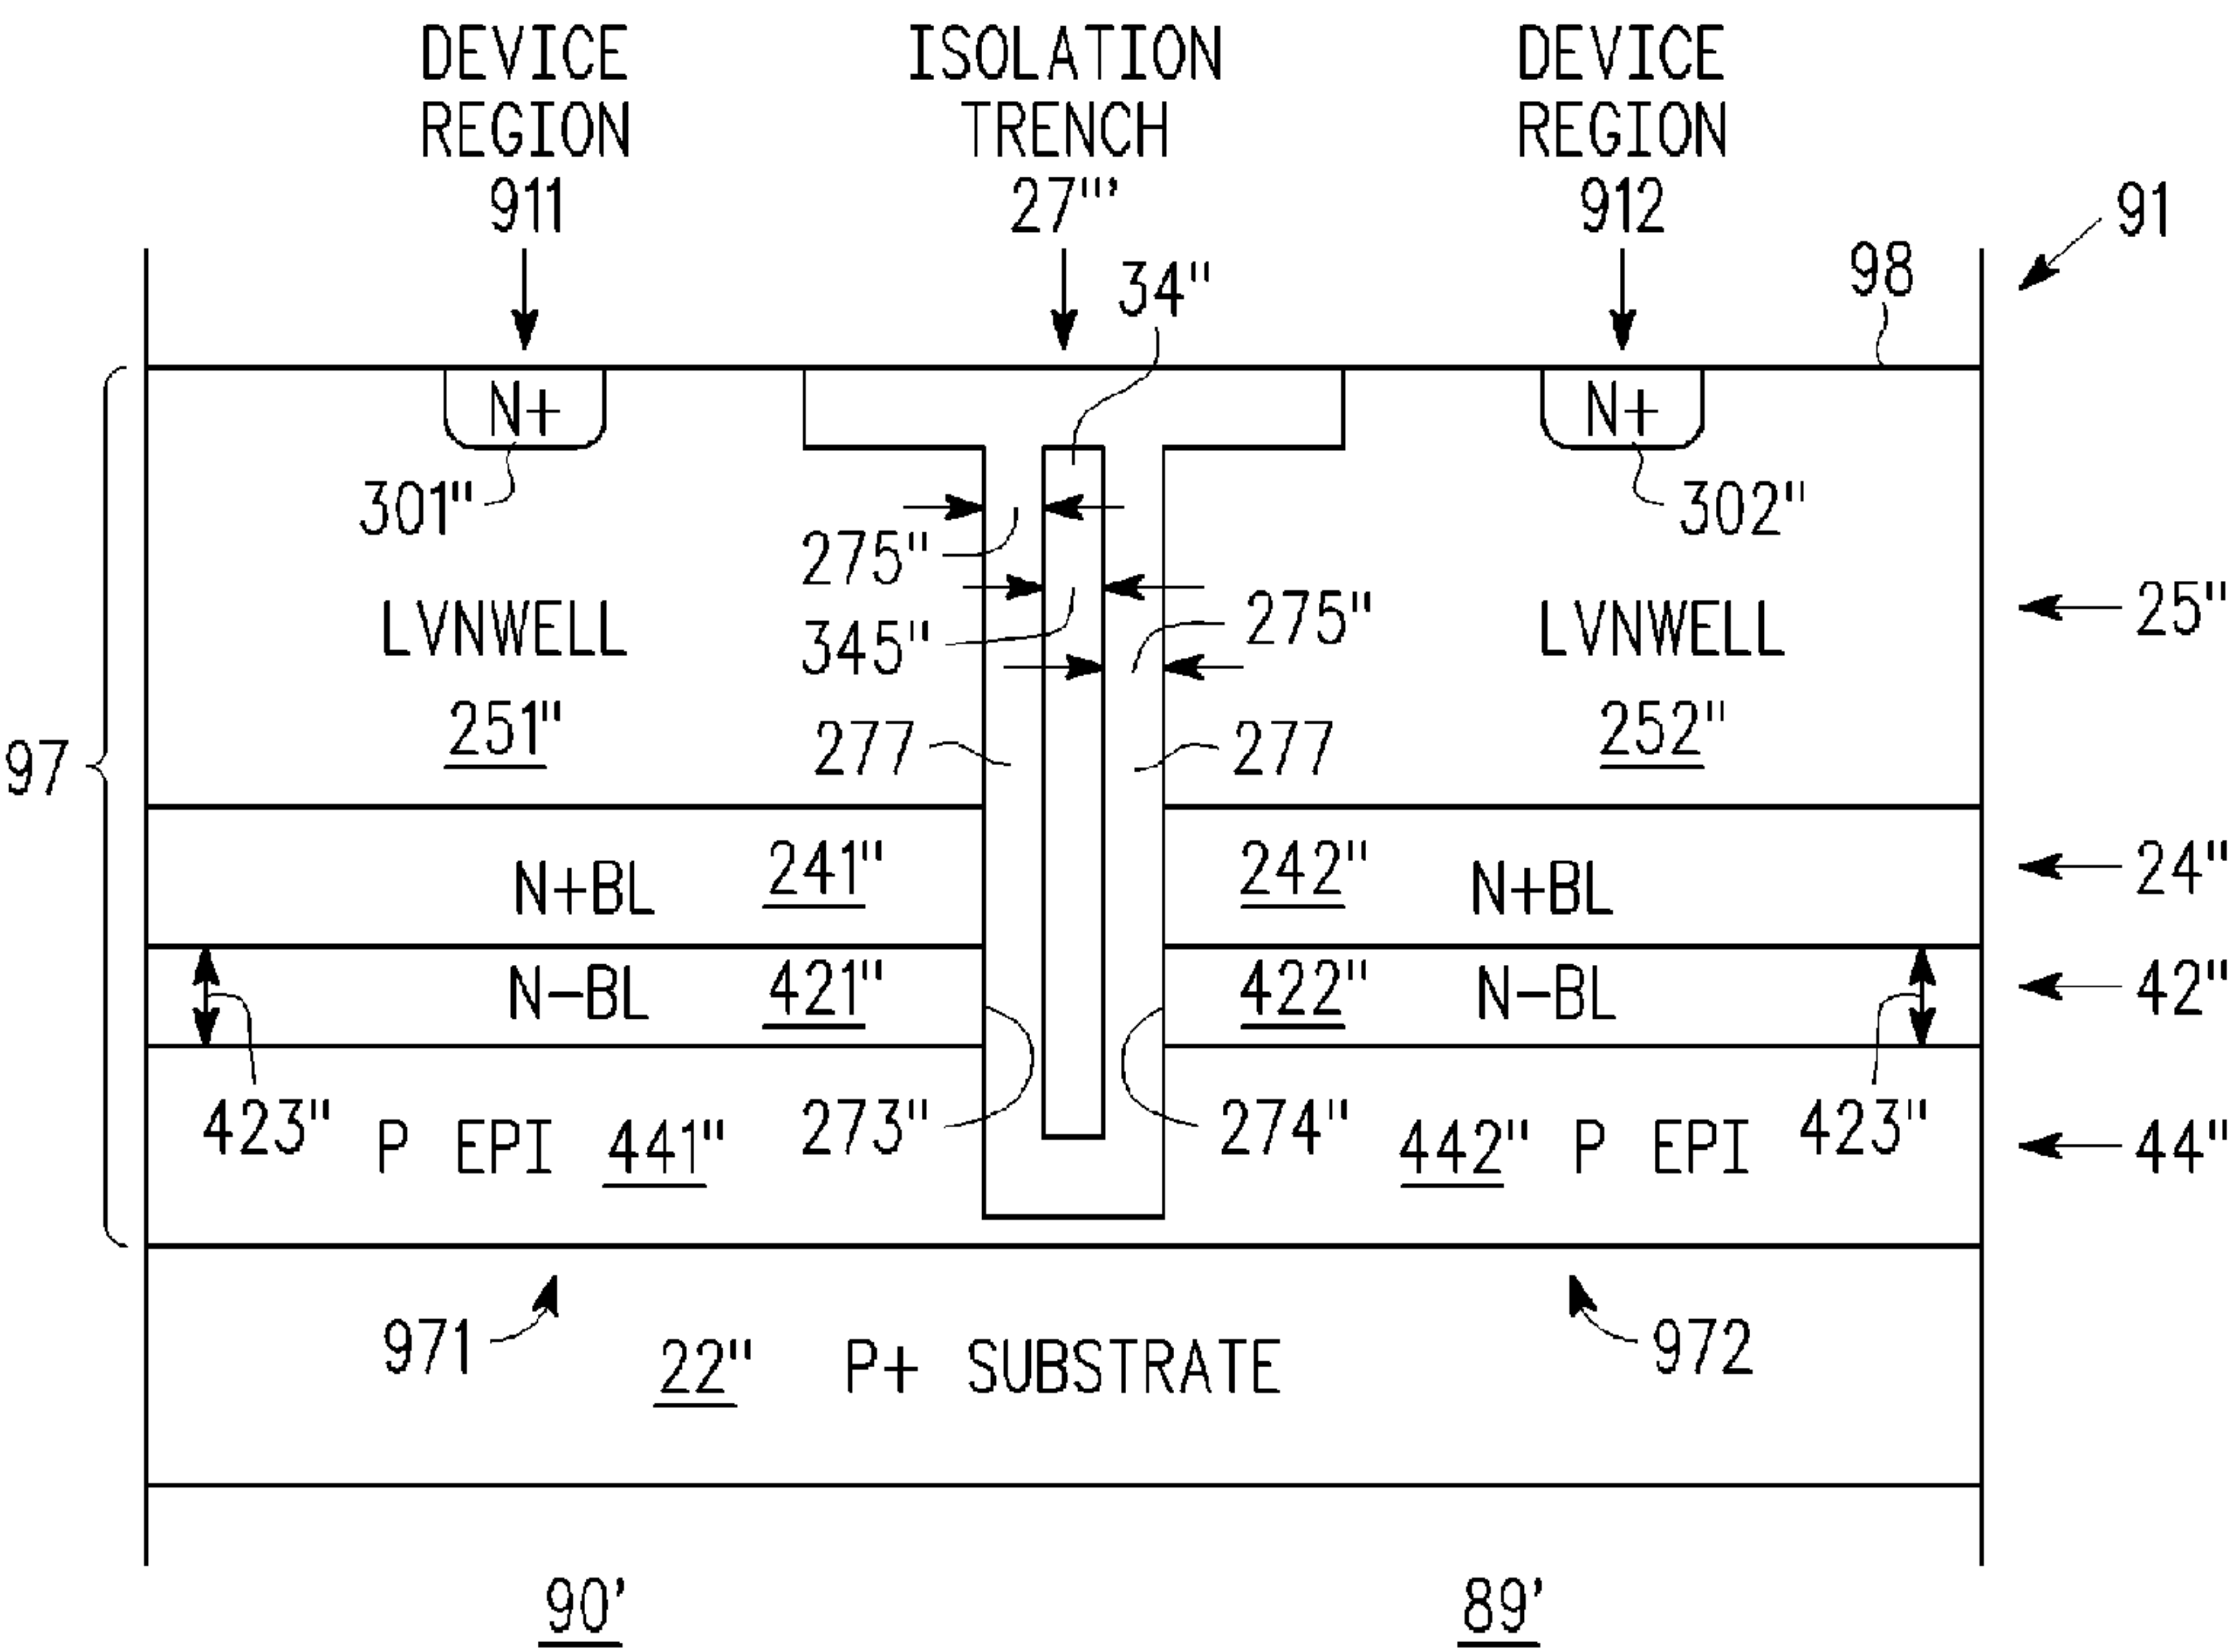 DEVICE REGION 911
ISOLATION TRENCH 27"''
DEVICE REGION 912
91
34"
98
N+
N+
301"
302"
275"
345"
275"
25"
LVNWELL
251"
LVNWELL
252"
97
277
277
N+BL 241"
242" N+BL
24"
N−BL 421"
422" N−BL
42"
423"
273"
274"
423"
P EPI 441"
442" P EPI
44"
971
972
22" P+ SUBSTRATE
90'
89'